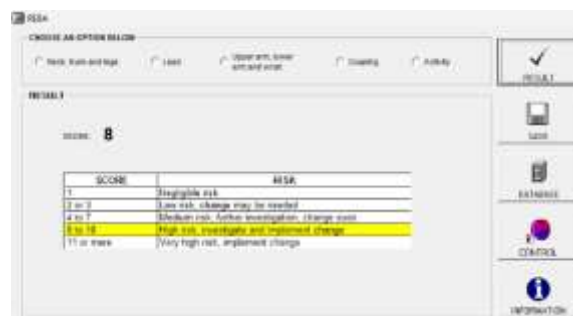 REBA
CHOOSE AN OPTION BELOW
Neck, trunk and legs
Load
Upper arm, lower
arm and wrist
Coupling
Activity
RESULT
RESULT
SCORE: 8
SAVE
SCORE RISK
1 Negligible risk
2 or 3 Low risk, change may be needed
4 to 7 Medium risk, further investigation, change soon
8 to 10 High risk, investigate and implement change
11 or more Very high risk, implement change
DATABASE
CONTROL
INFORMATION